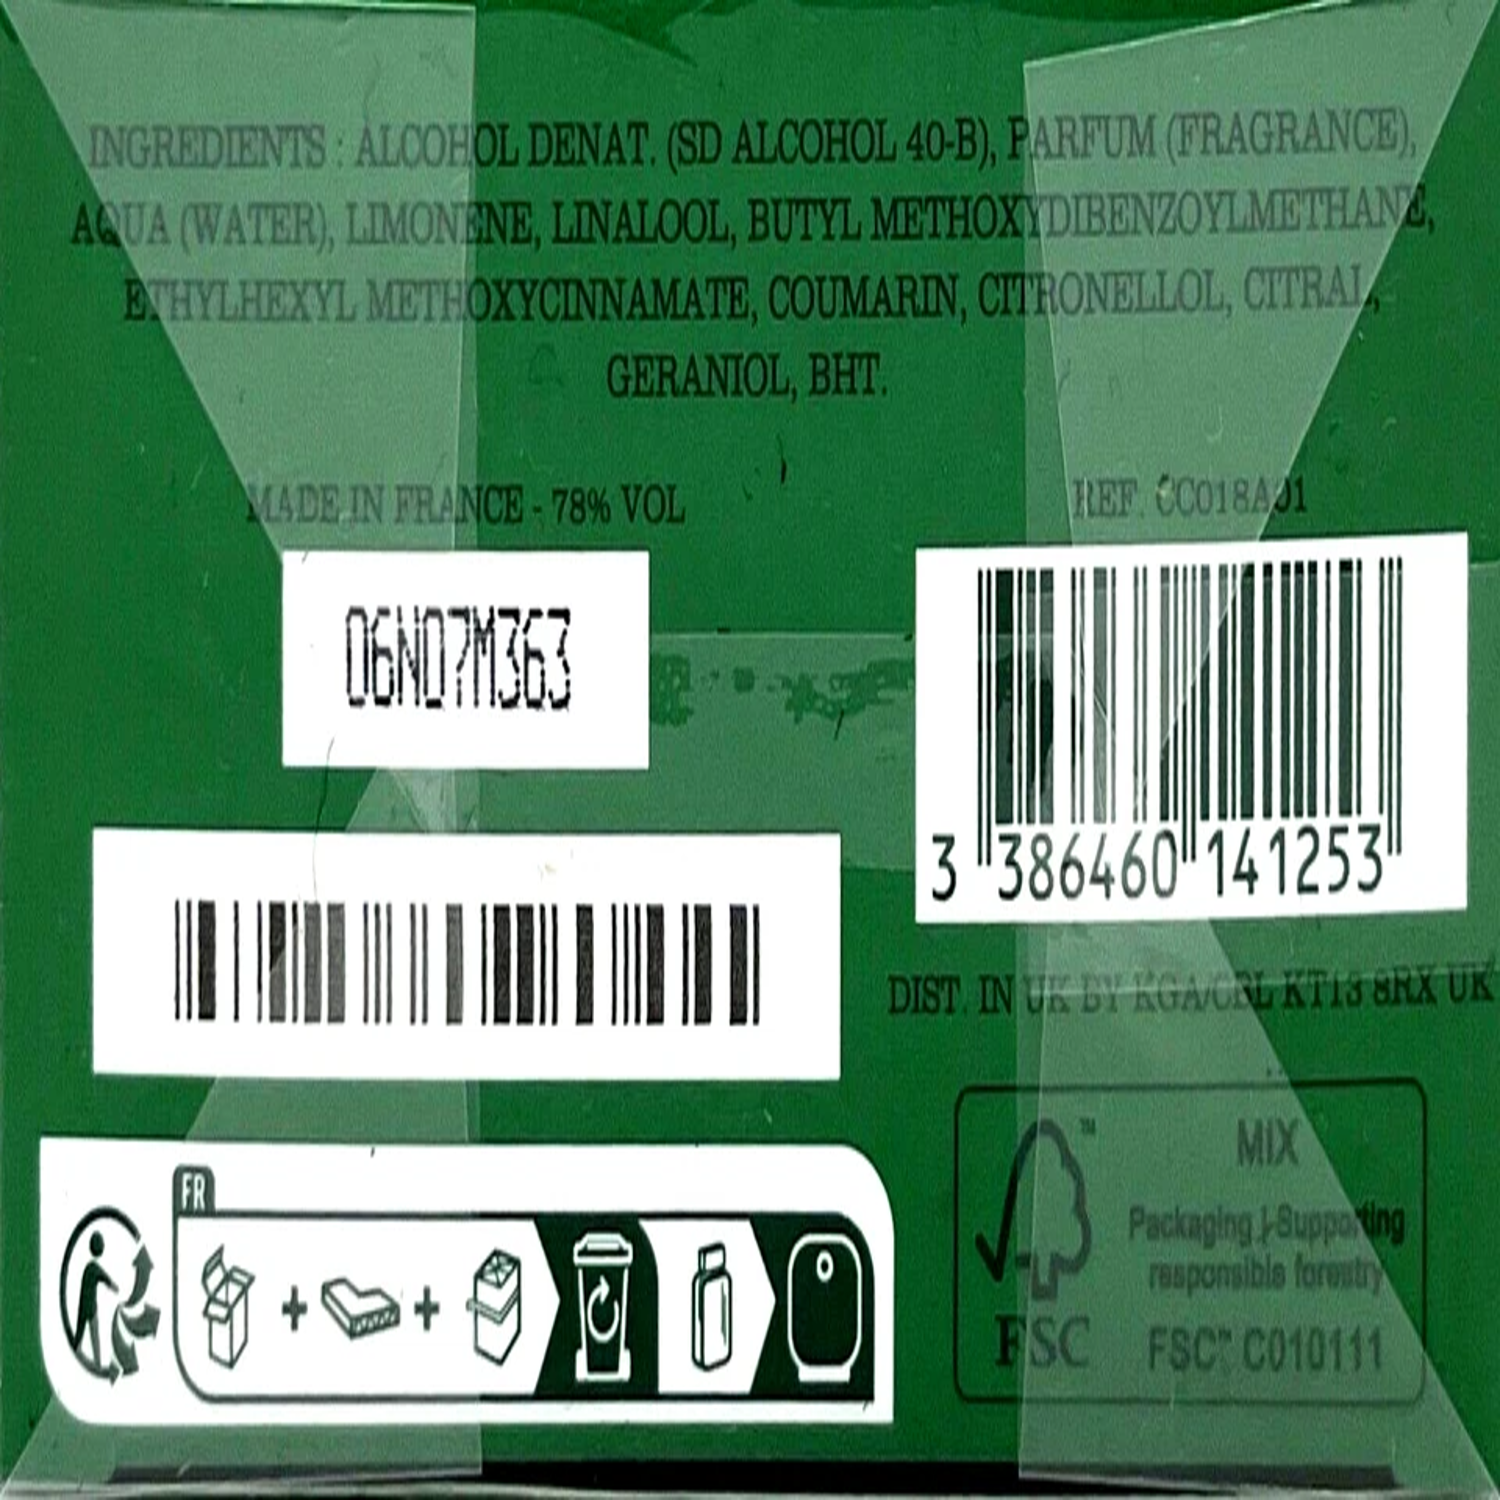 INGREDIENTS : ALCOHOL DENAT. (SD ALCOHOL 40-B), PARFUM (FRAGRANCE),
AQUA (WATER), LIMONENE, LINALOOL, BUTYL METHOXYDIBENZOYLMETHANE,
ETHYLHEXYL METHOXYCINNAMATE, COUMARIN, CITRONELLOL, CITRAL,
GERANIOL, BHT.
MADE IN FRANCE - 78% VOL
REF. CC018A01
06N07M363
3 386460 141253
DIST. IN UK BY KGA/CBL KT13 8RX UK
FR
MIX
Packaging | Supporting
responsible forestry
FSC
FSC™ C010111